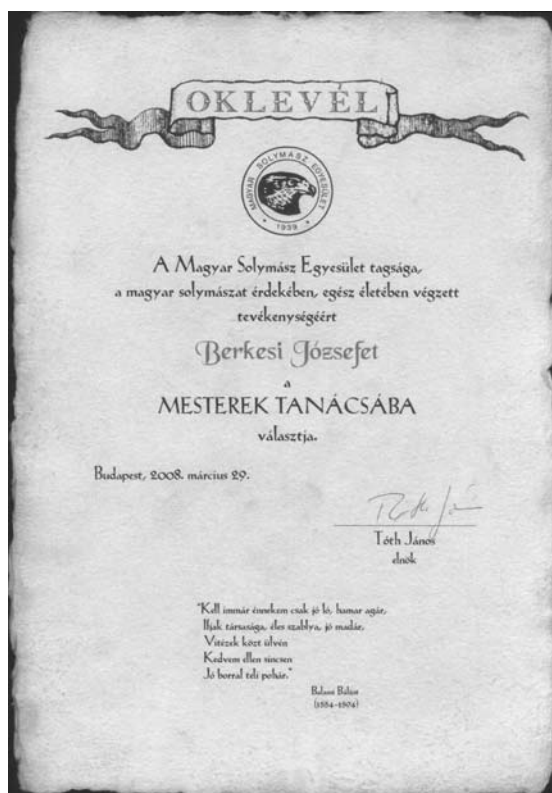 OKLEVÉL
MAGYAR SOLYMÁSZ EGYESÜLET
1939
A Magyar Solymász Egyesület tagsága,
a magyar solymászat érdekében, egész életében végzett
tevékenységéért
Berkesi Józsefet
a
MESTEREK TANÁCSÁBA
választja.
Budapest, 2008. március 29.
Tóth János
elnök
"Kell immár énnekem csak jó ló, hamar agár,
Ifjak társasága, éles szablya, jó madár,
Vitézek közt ülvén
Kedvem ellen sincsen
Jó borral teli pohár."
Balassi Bálint